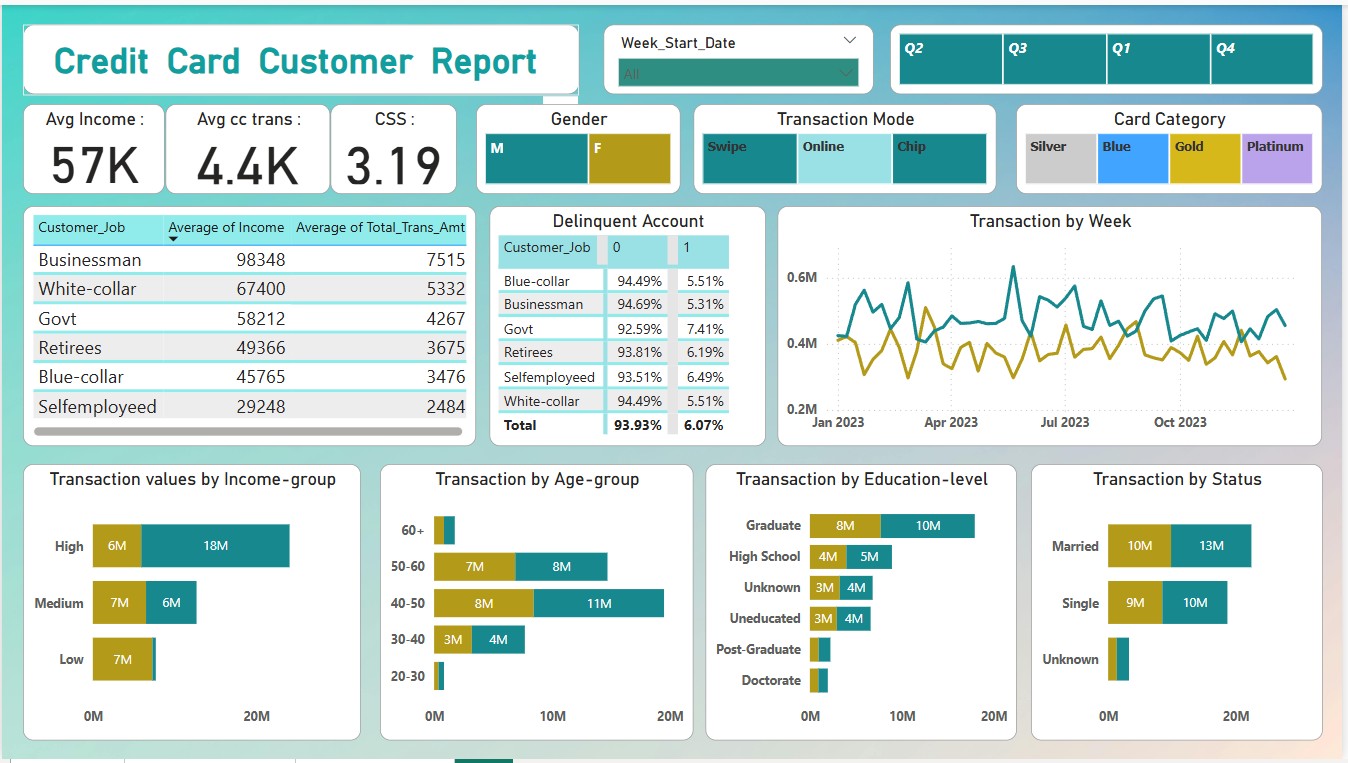 Credit Card Customer Report
Week_Start_Date
All
Q2 Q3 Q1 Q4
Avg Income :
57K
Avg cc trans :
4.4K
CSS :
3.19
Gender
M F
Transaction Mode
Swipe Online Chip
Card Category
Silver Blue Gold Platinum
Customer_Job Average of Income Average of Total_Trans_Amt
Businessman 98348 7515
White-collar 67400 5332
Govt 58212 4267
Retirees 49366 3675
Blue-collar 45765 3476
Selfemployeed 29248 2484
Delinquent Account
Customer_Job 0 1
Blue-collar 94.49% 5.51%
Businessman 94.69% 5.31%
Govt 92.59% 7.41%
Retirees 93.81% 6.19%
Selfemployeed 93.51% 6.49%
White-collar 94.49% 5.51%
Total 93.93% 6.07%
Transaction by Week
0.6M
0.4M
0.2M
Jan 2023 Apr 2023 Jul 2023 Oct 2023
Transaction values by Income-group
High 6M 18M
Medium 7M 6M
Low 7M
0M 20M
Transaction by Age-group
60+
50-60 7M 8M
40-50 8M 11M
30-40 3M 4M
20-30
0M 10M 20M
Traansaction by Education-level
Graduate 8M 10M
High School 4M 5M
Unknown 3M 4M
Uneducated 3M 4M
Post-Graduate
Doctorate
0M 10M 20M
Transaction by Status
Married 10M 13M
Single 9M 10M
Unknown
0M 20M